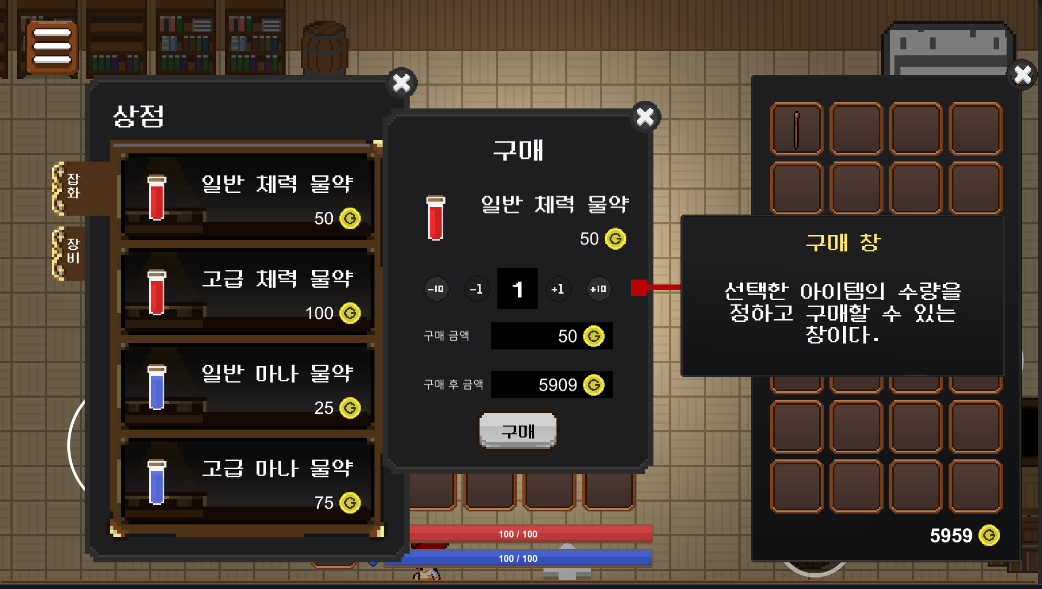 상점
잡화
장비
일반 체력 물약
50
고급 체력 물약
100
일반 마나 물약
25
고급 마나 물약
75
구매
일반 체력 물약
50
-10 -1 1 +1 +10
구매 금액 50
구매 후 금액 5909
구매
구매 창
선택한 아이템의 수량을
정하고 구매할 수 있는
창이다.
5959
100 / 100
100 / 100